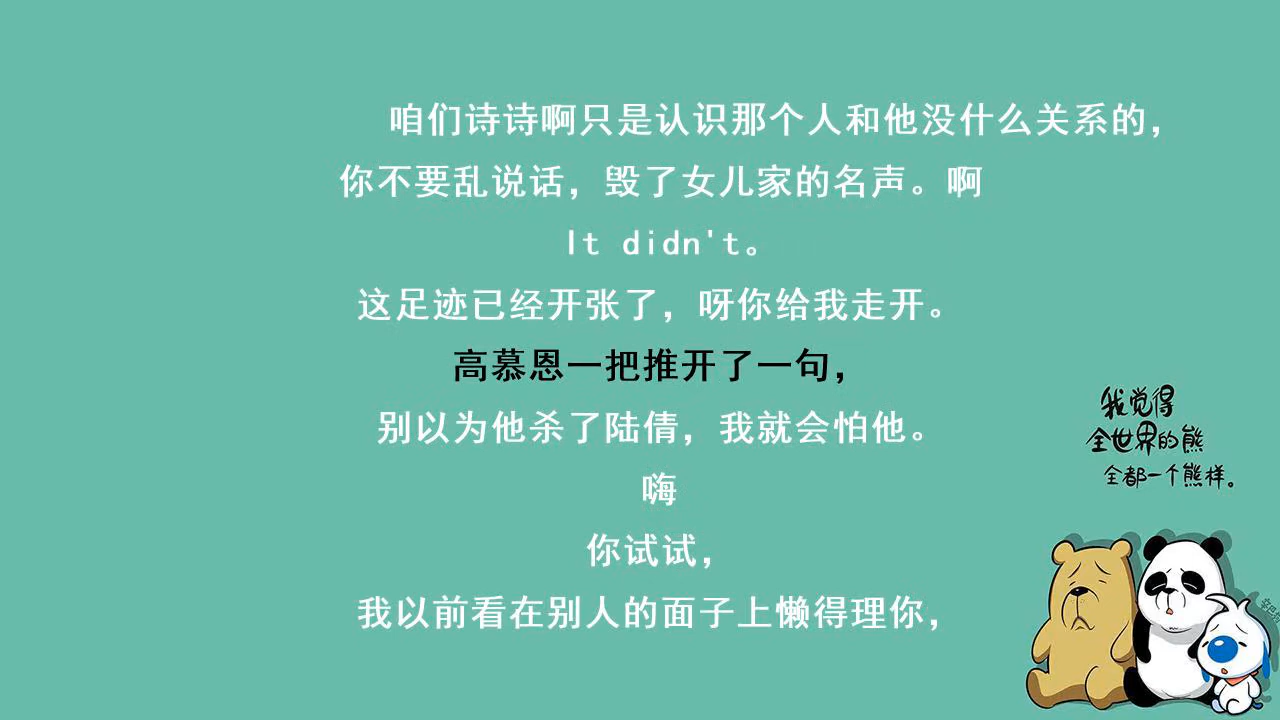 咱们诗诗啊只是认识那个人和他没什么关系的，
你不要乱说话，毁了女儿家的名声。啊
It didn't。
这足迹已经开张了，呀你给我走开。
高慕恩一把推开了一句，
别以为他杀了陆倩，我就会怕他。
嗨
你试试，
我以前看在别人的面子上懒得理你，
我觉得
全世界的熊
全都一个熊样。